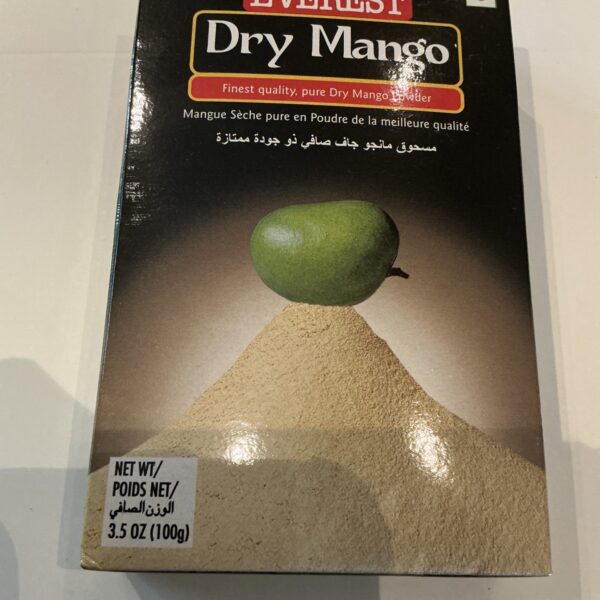 EVEREST
Dry Mango
Finest quality, pure Dry Mango Powder
Mangue Sèche pure en Poudre de la meilleure qualité
مسحوق مانجو جاف صافي ذو جودة ممتازة
NET WT/
POIDS NET/
الوزن الصافي
3.5 OZ (100g)